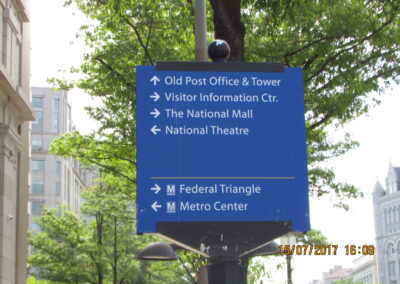 ↑ Old Post Office & Tower
→ Visitor Information Ctr.
→ The National Mall
← National Theatre
→ M Federal Triangle
← M Metro Center
15/07/2017 16:09